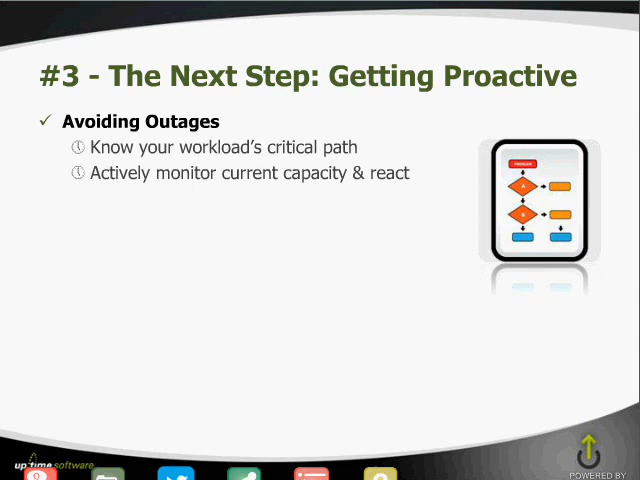 #3 - The Next Step: Getting Proactive
Avoiding Outages
Know your workload's critical path
Actively monitor current capacity & react
PROBLEM
A
B
up time software
POWERED BY